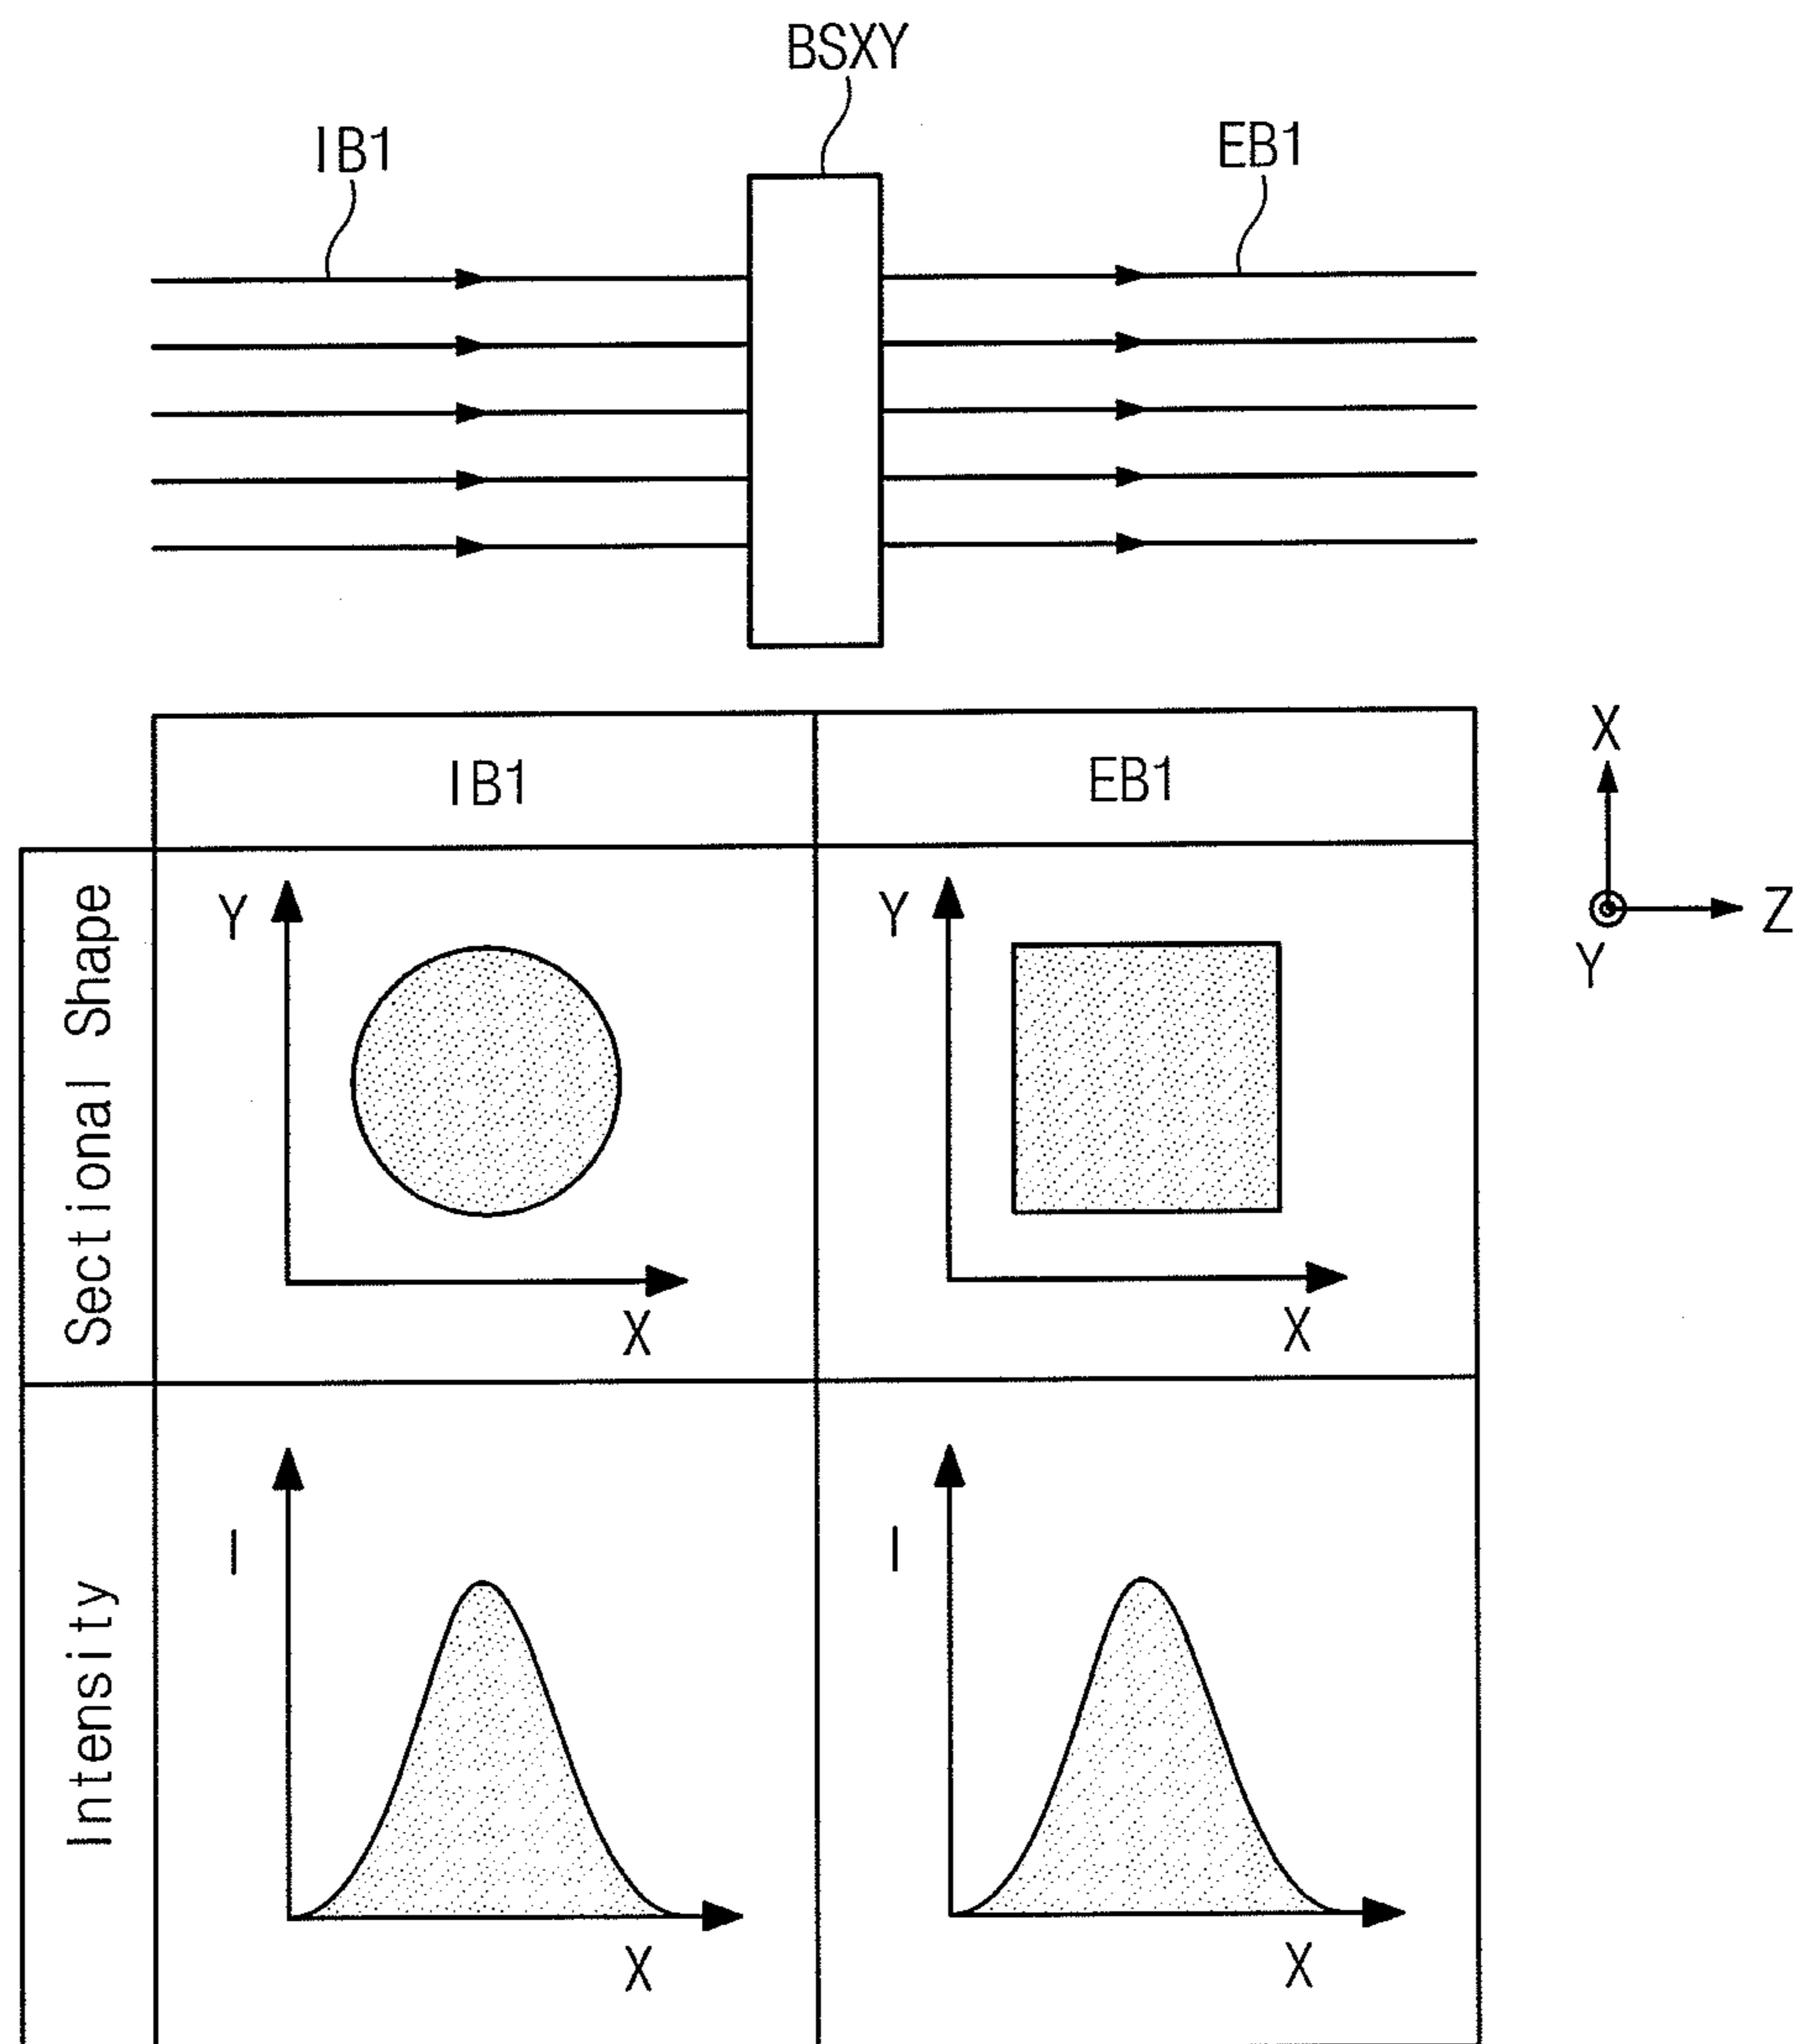 BSXY
IB1
EB1
IB1
EB1
X
Z
Y
Sectional Shape
Y
X
Y
X
Intensity
I
X
I
X